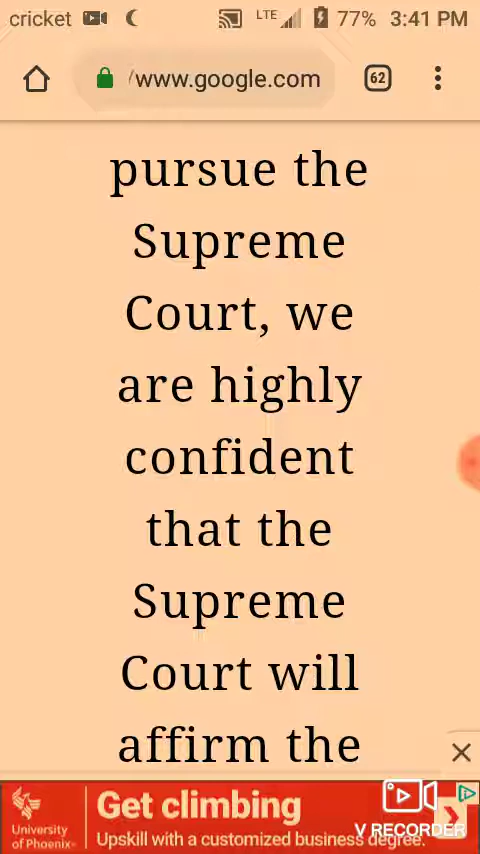 cricket LTE 77% 3:41 PM
/www.google.com 62
pursue the
Supreme
Court, we
are highly
confident
that the
Supreme
Court will
affirm the
University
of Phoenix
Get climbing
Upskill with a customized business degree.
V RECORDER